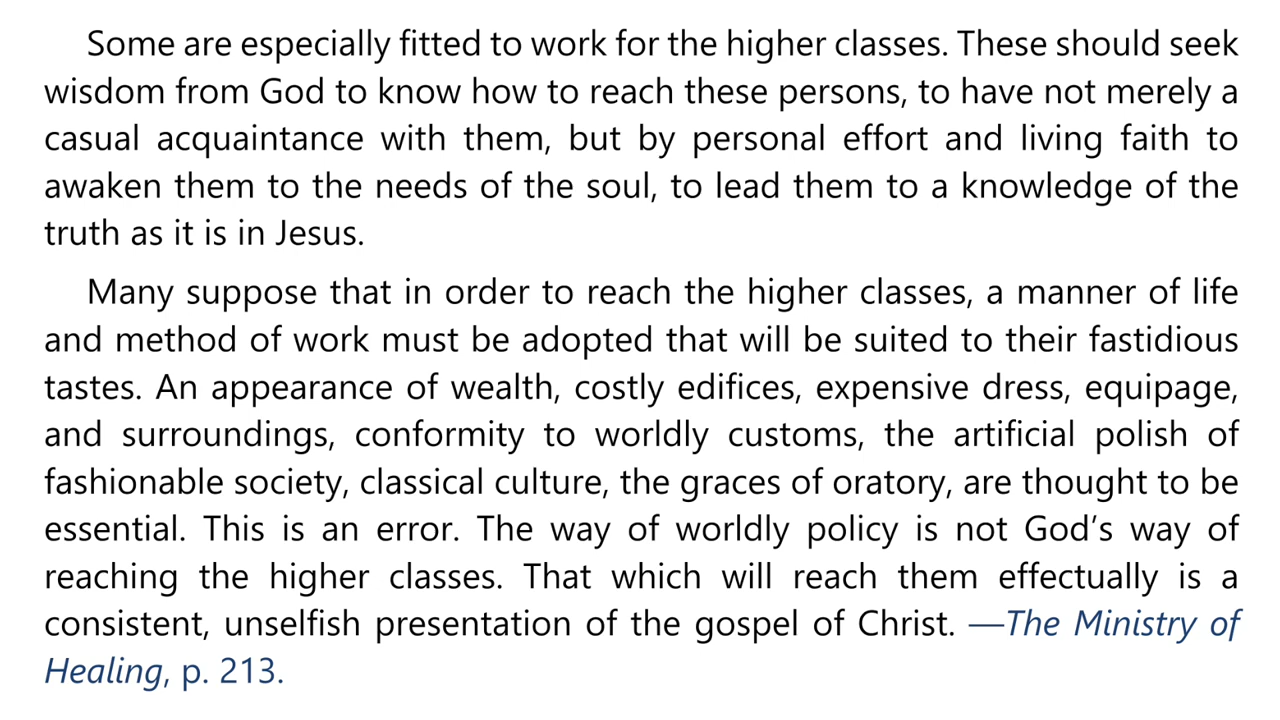 Some are especially fitted to work for the higher classes. These should seek
wisdom from God to know how to reach these persons, to have not merely a
casual acquaintance with them, but by personal effort and living faith to
awaken them to the needs of the soul, to lead them to a knowledge of the
truth as it is in Jesus.
Many suppose that in order to reach the higher classes, a manner of life
and method of work must be adopted that will be suited to their fastidious
tastes. An appearance of wealth, costly edifices, expensive dress, equipage,
and surroundings, conformity to worldly customs, the artificial polish of
fashionable society, classical culture, the graces of oratory, are thought to be
essential. This is an error. The way of worldly policy is not God’s way of
reaching the higher classes. That which will reach them effectually is a
consistent, unselfish presentation of the gospel of Christ. —The Ministry of
Healing, p. 213.